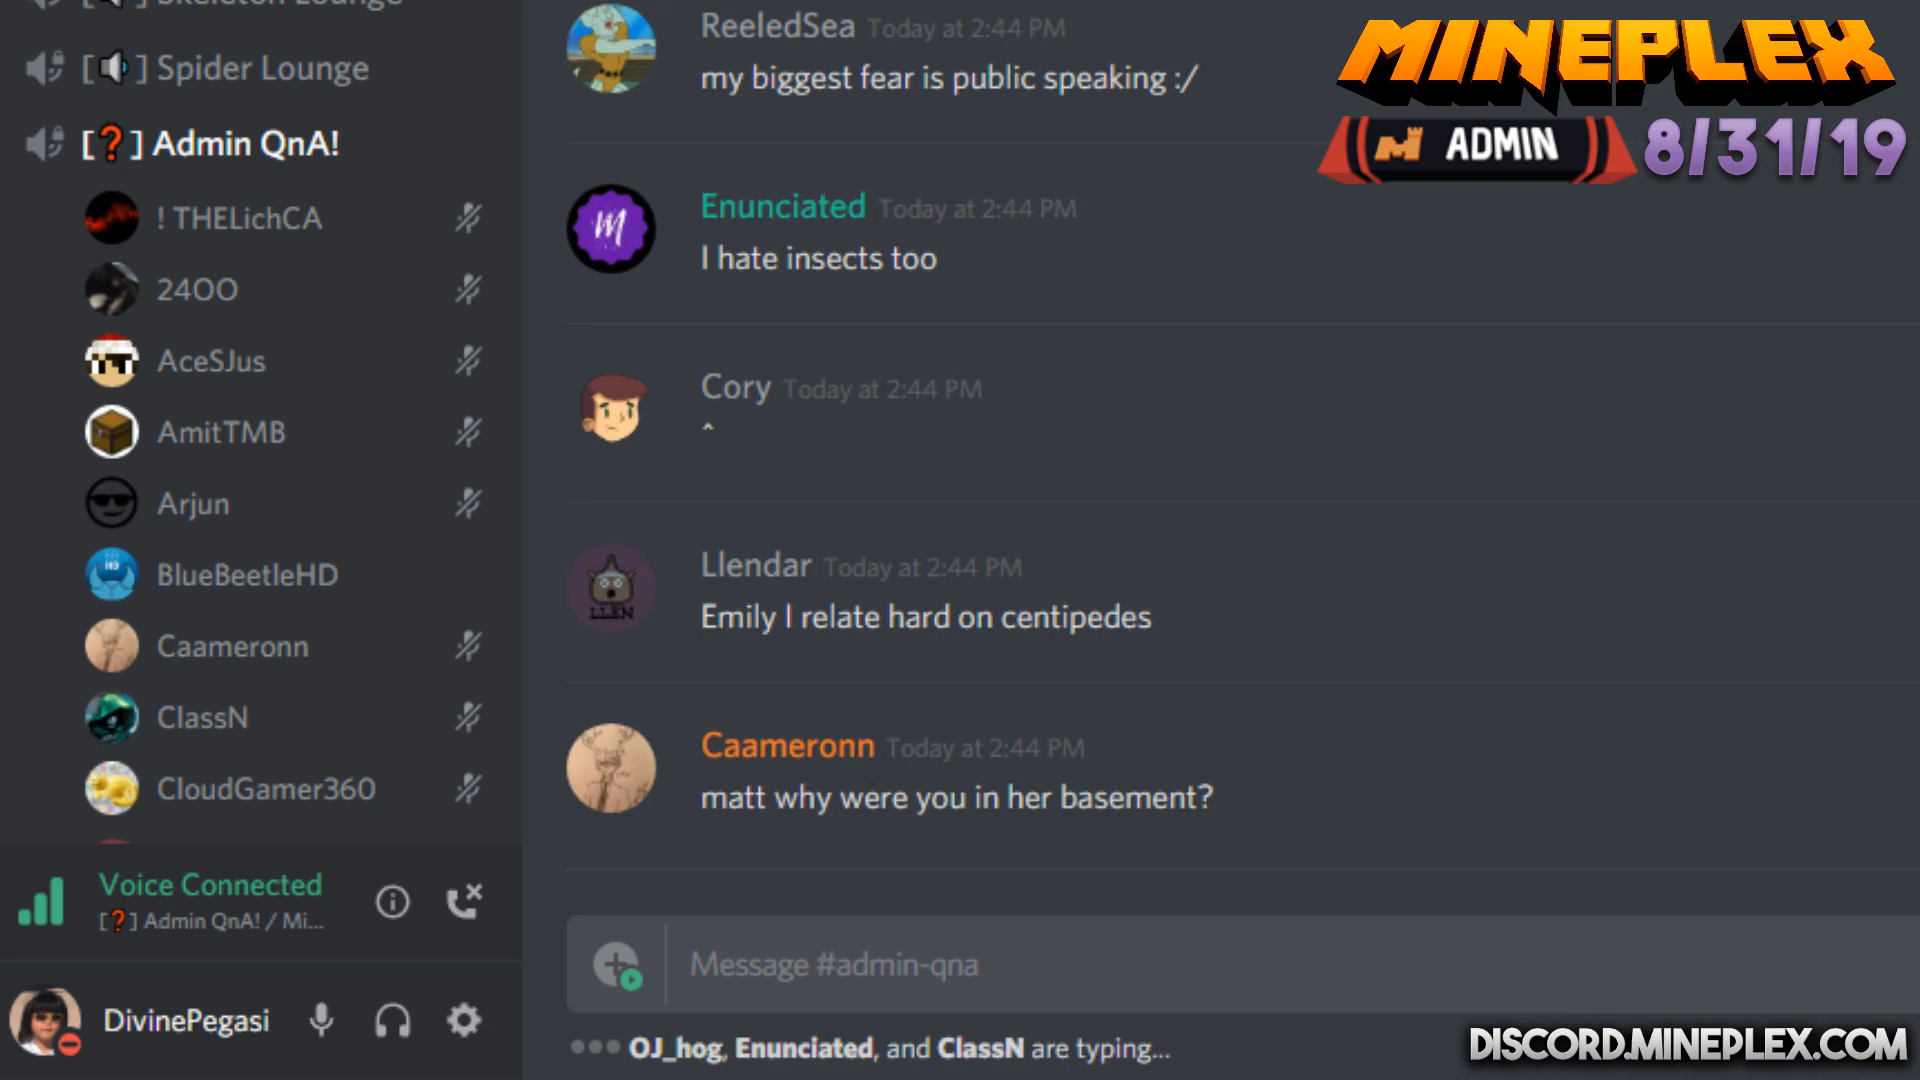 Skeleton Lounge
[ ] Spider Lounge
[❓] Admin QnA!
! THELichCA
24OO
AceSJus
AmitTMB
Arjun
BlueBeetleHD
Caameronn
ClassN
CloudGamer360
Voice Connected
[❓] Admin QnA! / Mi...
DivinePegasi
ReeledSea Today at 2:44 PM
my biggest fear is public speaking :/
Enunciated Today at 2:44 PM
I hate insects too
Cory Today at 2:44 PM
^
Llendar Today at 2:44 PM
LLEN
Emily I relate hard on centipedes
Caameronn Today at 2:44 PM
matt why were you in her basement?
Message #admin-qna
OJ_hog, Enunciated, and ClassN are typing...
MINEPLEX
ADMIN 8/31/19
DISCORD.MINEPLEX.COM